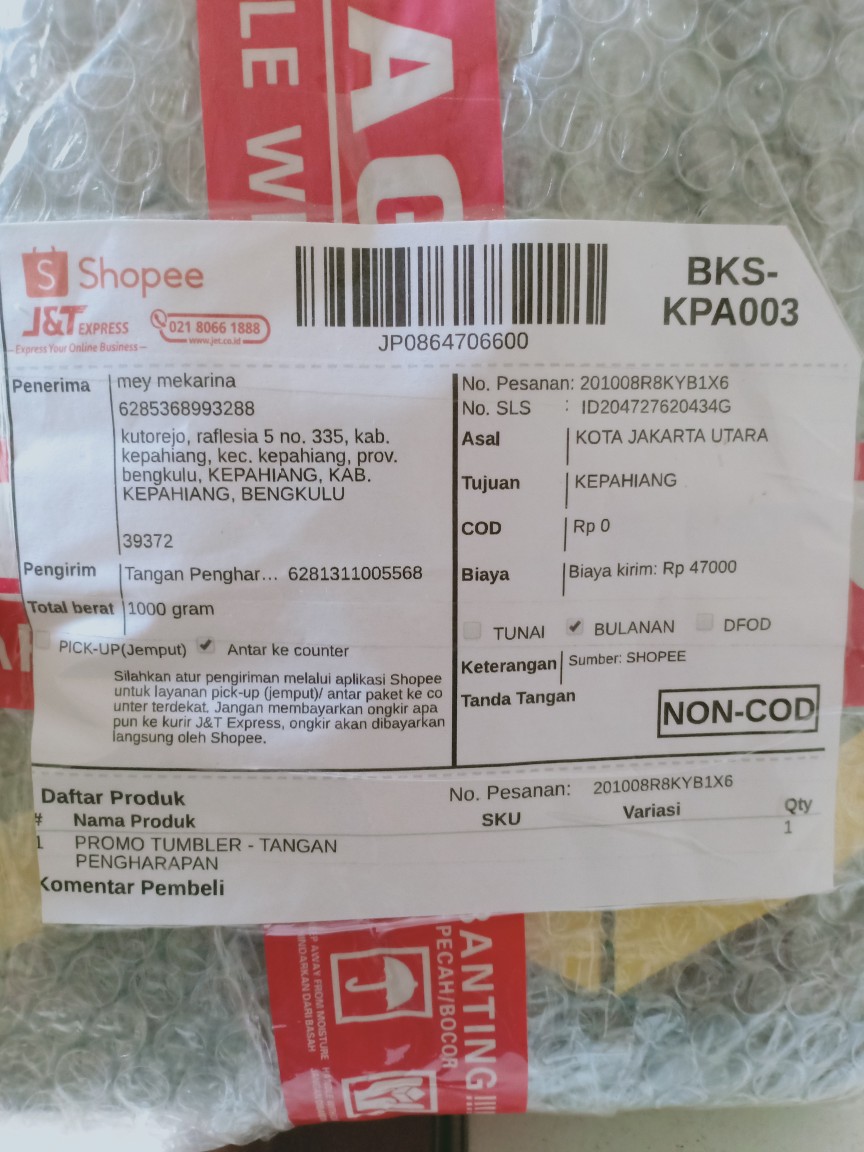 LE W
AG
Shopee
J&T EXPRESS
Express Your Online Business
021 8066 1888
www.jet.co.id
JP0864706600
BKS-
KPA003
Penerima
mey mekarina
6285368993288
kutorejo, raflesia 5 no. 335, kab.
kepahiang, kec. kepahiang, prov.
bengkulu, KEPAHIANG, KAB.
KEPAHIANG, BENGKULU
39372
Pengirim Tangan Penghar... 6281311005568
Total berat 1000 gram
PICK-UP(Jemput) Antar ke counter
Silahkan atur pengiriman melalui aplikasi Shopee
untuk layanan pick-up (jemput)/ antar paket ke co
unter terdekat. Jangan membayarkan ongkir apa
pun ke kurir J&T Express, ongkir akan dibayarkan
langsung oleh Shopee.
No. Pesanan: 201008R8KYB1X6
No. SLS : ID204727620434G
Asal KOTA JAKARTA UTARA
Tujuan KEPAHIANG
COD Rp 0
Biaya Biaya kirim: Rp 47000
TUNAI BULANAN DFOD
Keterangan Sumber: SHOPEE
Tanda Tangan
NON-COD
Daftar Produk No. Pesanan: 201008R8KYB1X6
# Nama Produk SKU Variasi Qty
1 PROMO TUMBLER - TANGAN 1
PENGHARAPAN
Komentar Pembeli
BANTING
PECAH/BOCOR
P AWAY FROM MOISTURE
INDARKAN DARI BASAH